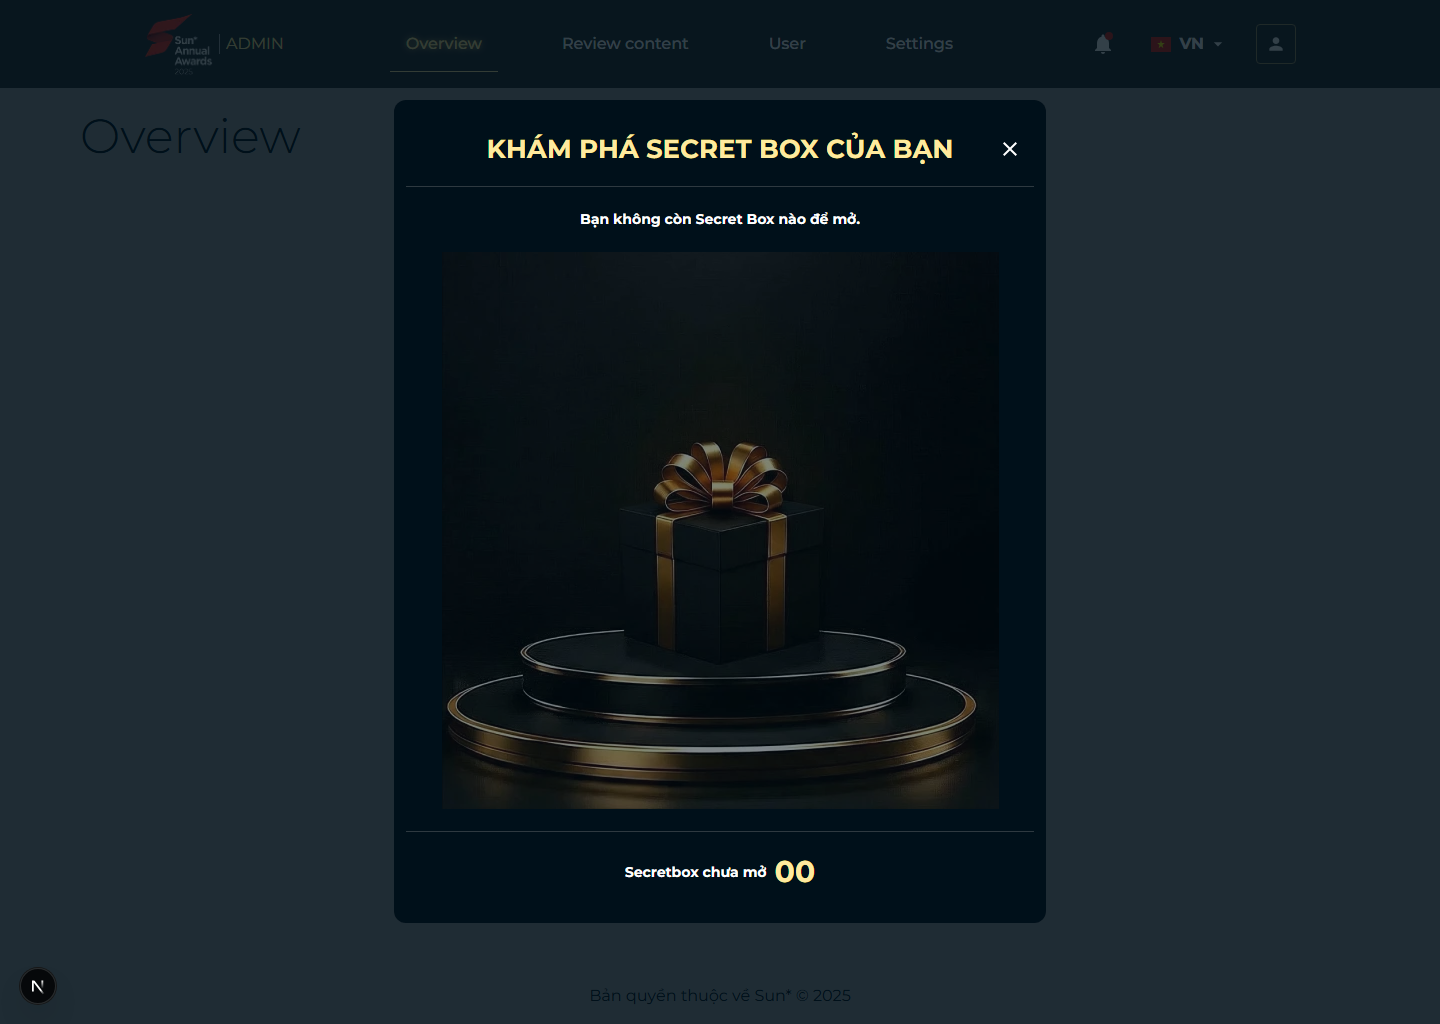 Sun*
Annual
Awards
2025
ADMIN
Overview
Review content
User
Settings
VN
Overview
KHÁM PHÁ SECRET BOX CỦA BẠN
Bạn không còn Secret Box nào để mở.
Secretbox chưa mở 00
N
Bản quyền thuộc về Sun* © 2025